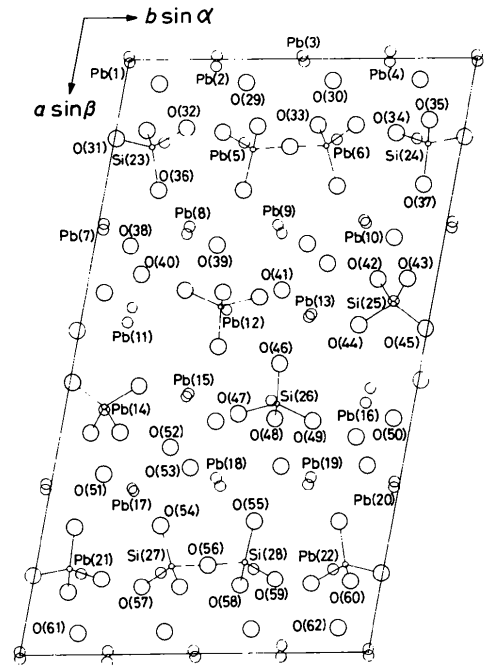 b sin α
a sin β
Pb(3)
Pb(1) Pb(2) Pb(4)
O(29) O(30)
O(32) O(33) O(34) O(35)
O(31) Si(23) Pb(5) Pb(6) Si(24)
O(36) O(37)
Pb(7) O(38) Pb(8) Pb(9) Pb(10)
O(40) O(39) O(41) O(42) O(43)
Pb(11) Pb(12) Pb(13) Si(25)
O(44) O(45)
O(46)
Pb(14) Pb(15) O(47) Si(26) Pb(16)
O(52) O(48) O(49) O(50)
O(51) O(53) Pb(18) Pb(19)
Pb(17) Pb(20)
O(54) O(55)
Pb(21) Si(27) O(56) Si(28) Pb(22)
O(57) O(58) O(59) O(60)
O(61) O(62)